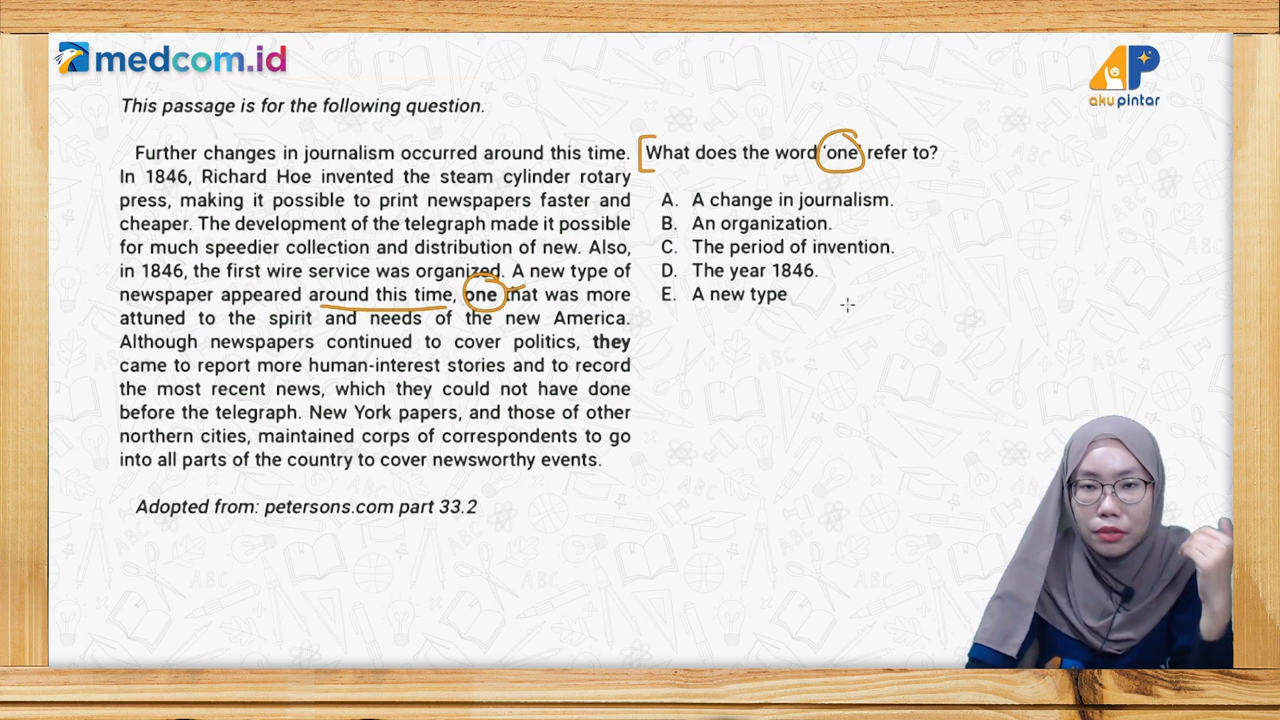 medcom.id
AP
aku pintar
This passage is for the following question.
Further changes in journalism occurred around this time.
In 1846, Richard Hoe invented the steam cylinder rotary
press, making it possible to print newspapers faster and
cheaper. The development of the telegraph made it possible
for much speedier collection and distribution of new. Also,
in 1846, the first wire service was organized. A new type of
newspaper appeared around this time, one that was more
attuned to the spirit and needs of the new America.
Although newspapers continued to cover politics, they
came to report more human-interest stories and to record
the most recent news, which they could not have done
before the telegraph. New York papers, and those of other
northern cities, maintained corps of correspondents to go
into all parts of the country to cover newsworthy events.
Adopted from: petersons.com part 33.2
What does the word 'one' refer to?
A. A change in journalism.
B. An organization.
C. The period of invention.
D. The year 1846.
E. A new type